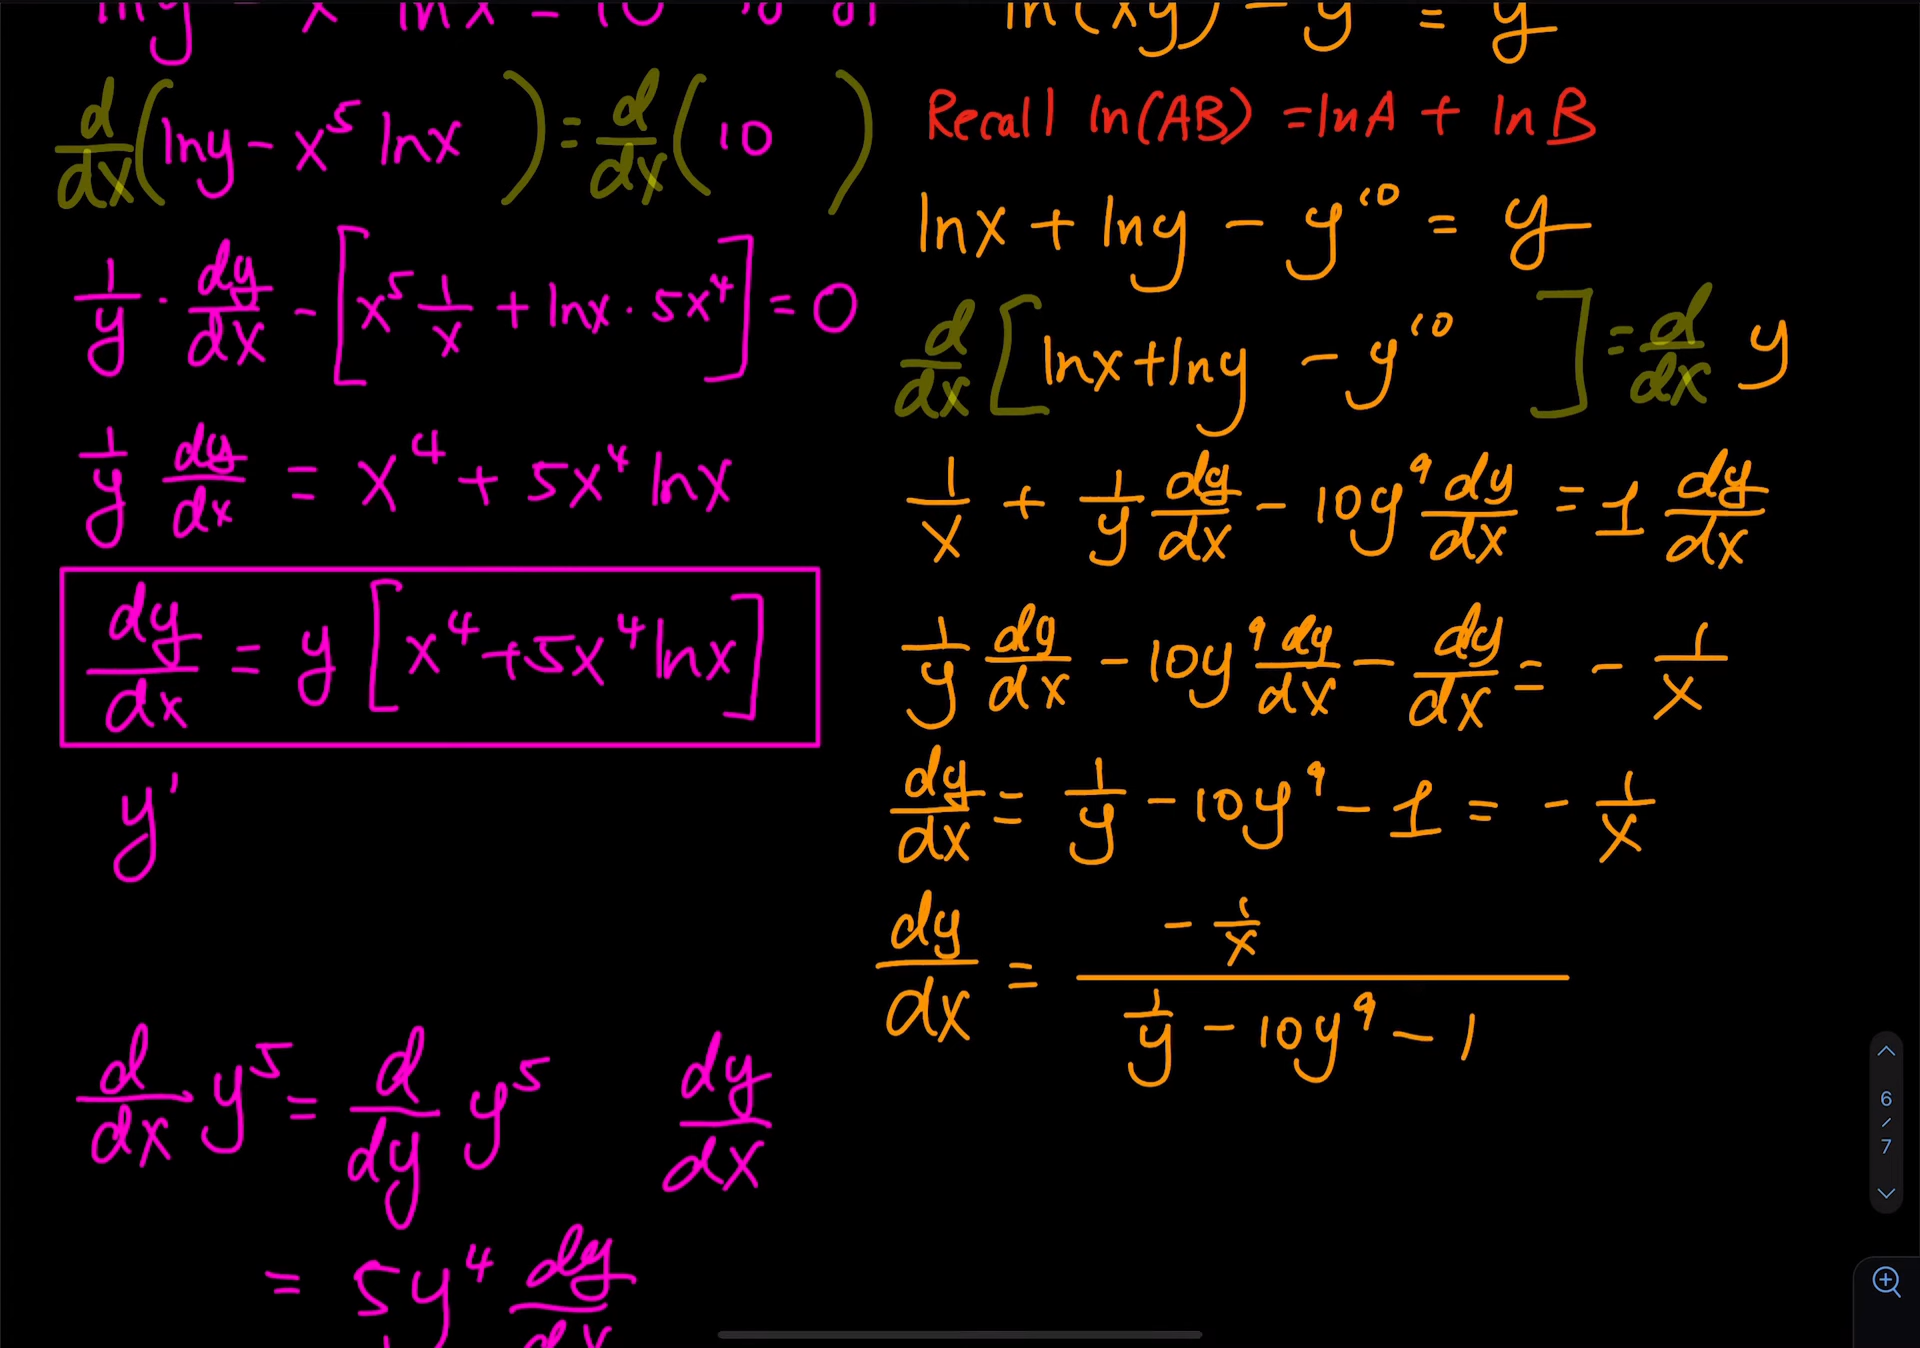 d/dx (lny - x⁵ lnx) = d/dx (10)
1/y · dy/dx - [x⁵ 1/x + lnx · 5x⁴] = 0
1/y dy/dx = x⁴ + 5x⁴ lnx
dy/dx = y [x⁴ + 5x⁴ lnx]
y'
d/dx y⁵ = d/dy y⁵ dy/dx
= 5y⁴ dy/dx
ln(xy) - y = y
Recall ln(AB) = lnA + lnB
lnx + lny - y¹⁰ = y
d/dx [lnx + lny - y¹⁰] = d/dx y
1/x + 1/y dy/dx - 10y⁹ dy/dx = 1 dy/dx
1/y dy/dx - 10y⁹ dy/dx - dy/dx = - 1/x
dy/dx = 1/y - 10y⁹ - 1 = - 1/x
dy/dx = (- 1/x) / (1/y - 10y⁹ - 1)
6
/
7